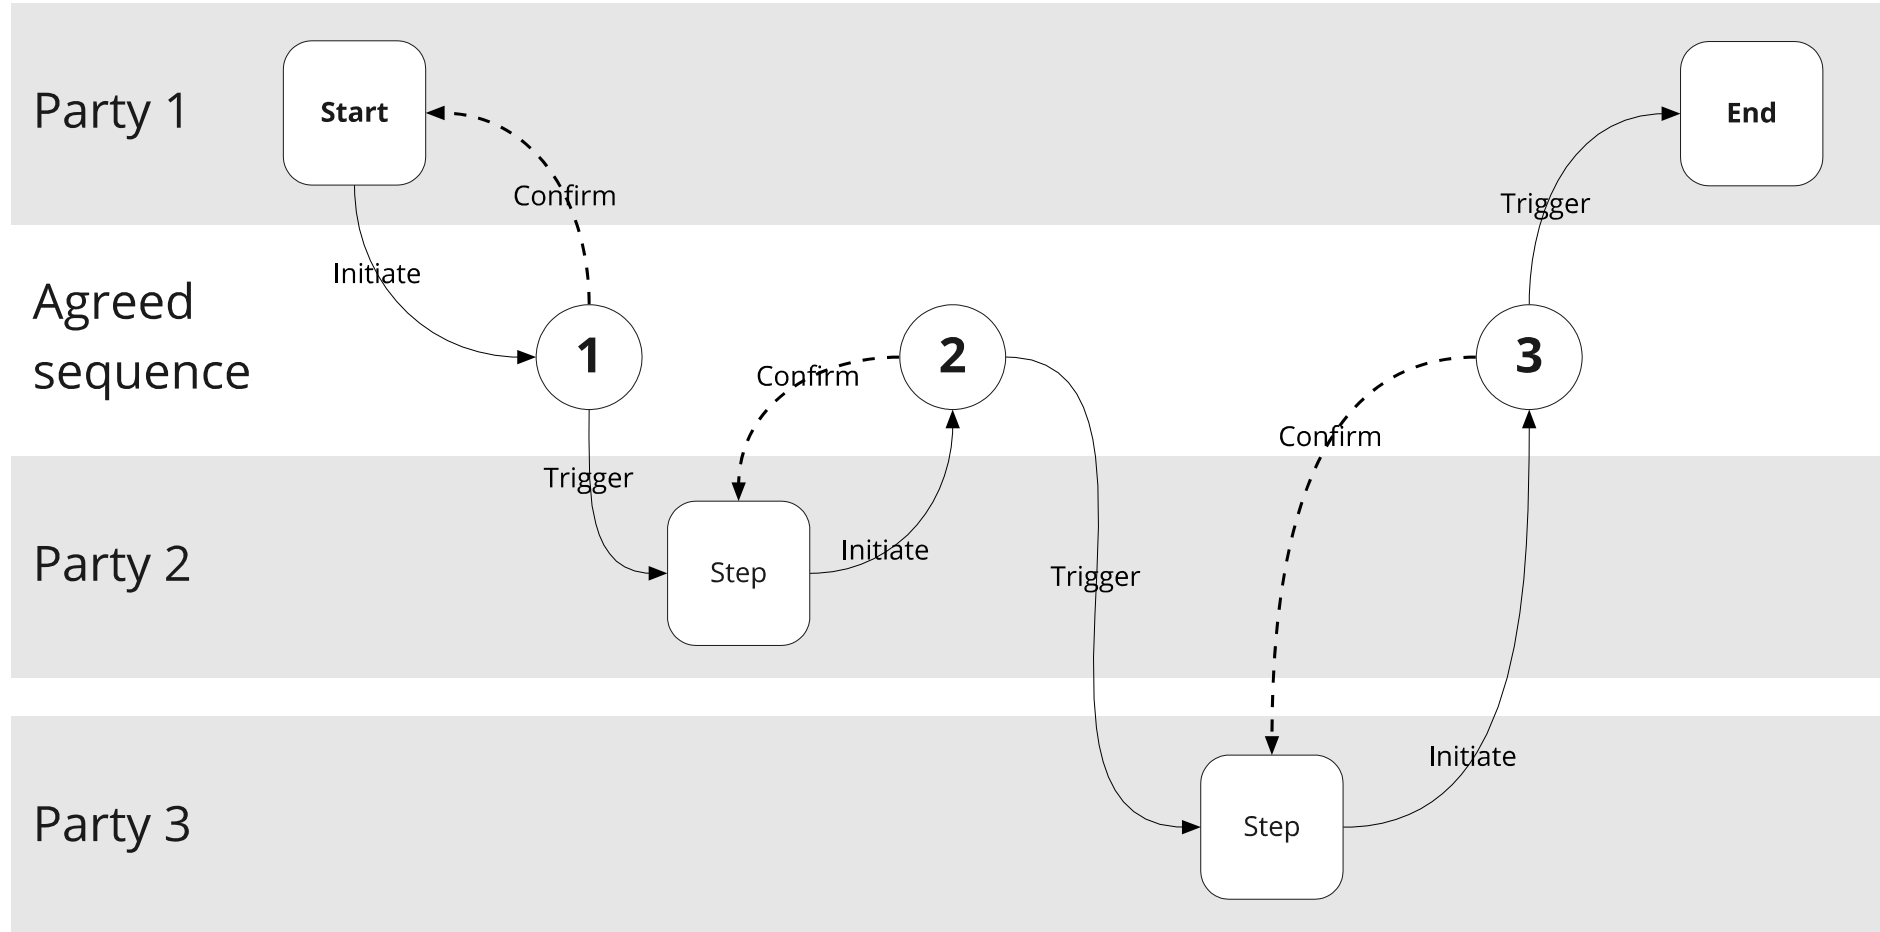 Party 1
Start
End
Confirm
Trigger
Initiate
Agreed
sequence
1
2
3
Confirm
Confirm
Trigger
Party 2
Step
Initiate
Trigger
Initiate
Party 3
Step